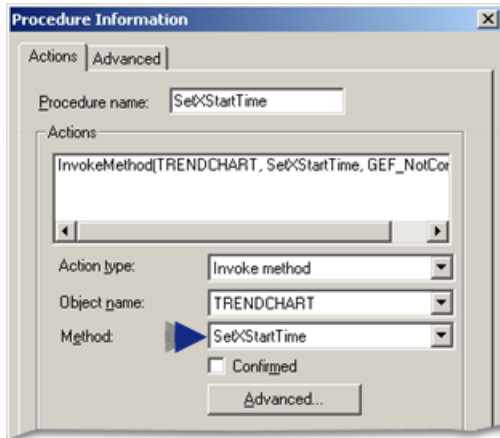 Procedure Information
Actions
Advanced
Procedure name: SetXStartTime
Actions
InvokeMethod(TRENDCHART, SetXStartTime, GEF_NotCor
Action type: Invoke method
Object name: TRENDCHART
Method: SetXStartTime
Confirmed
Advanced...